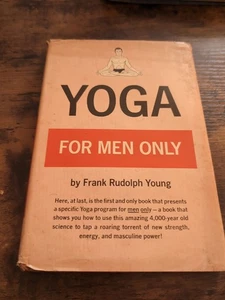 YOGA
FOR MEN ONLY
by Frank Rudolph Young
Here, at last, is the first and only book that presents
a specific Yoga program for men only — a book that
shows you how to use this amazing 4,000-year old
science to tap a roaring torrent of new strength,
energy, and masculine power!